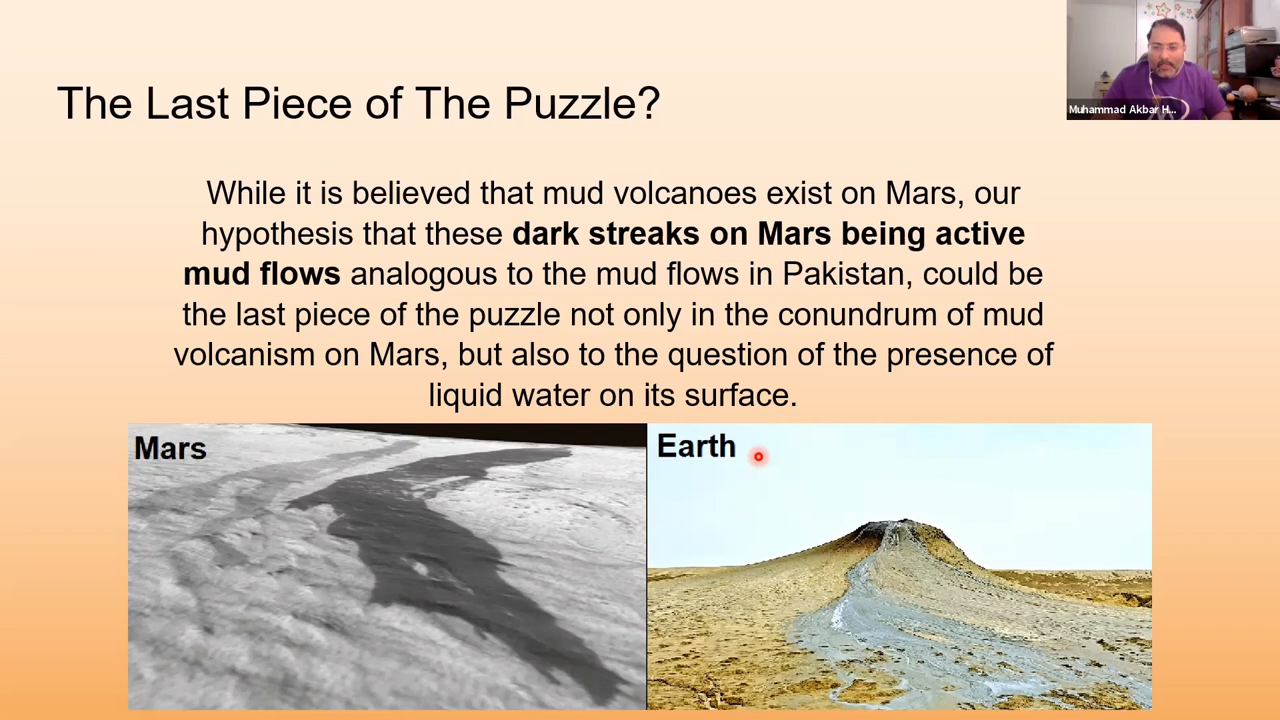 The Last Piece of The Puzzle?
Muhammad Akbar H...
While it is believed that mud volcanoes exist on Mars, our
hypothesis that these dark streaks on Mars being active
mud flows analogous to the mud flows in Pakistan, could be
the last piece of the puzzle not only in the conundrum of mud
volcanism on Mars, but also to the question of the presence of
liquid water on its surface.
Mars
Earth